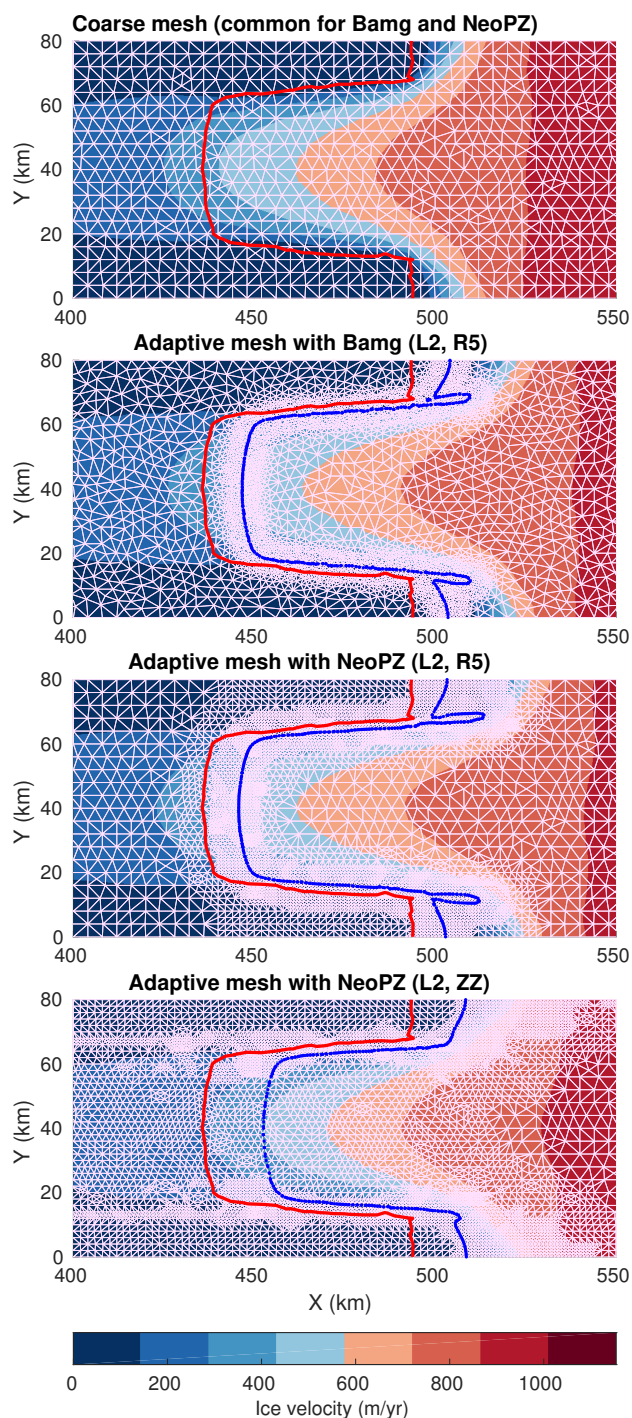 Coarse mesh (common for Bamg and NeoPZ)
80
60
40
20
0
Y (km)
400 450 500 550
Adaptive mesh with Bamg (L2, R5)
80
60
40
20
0
Y (km)
400 450 500 550
Adaptive mesh with NeoPZ (L2, R5)
80
60
40
20
0
Y (km)
400 450 500 550
Adaptive mesh with NeoPZ (L2, ZZ)
80
60
40
20
0
Y (km)
400 450 500 550
X (km)
0 200 400 600 800 1000
Ice velocity (m/yr)